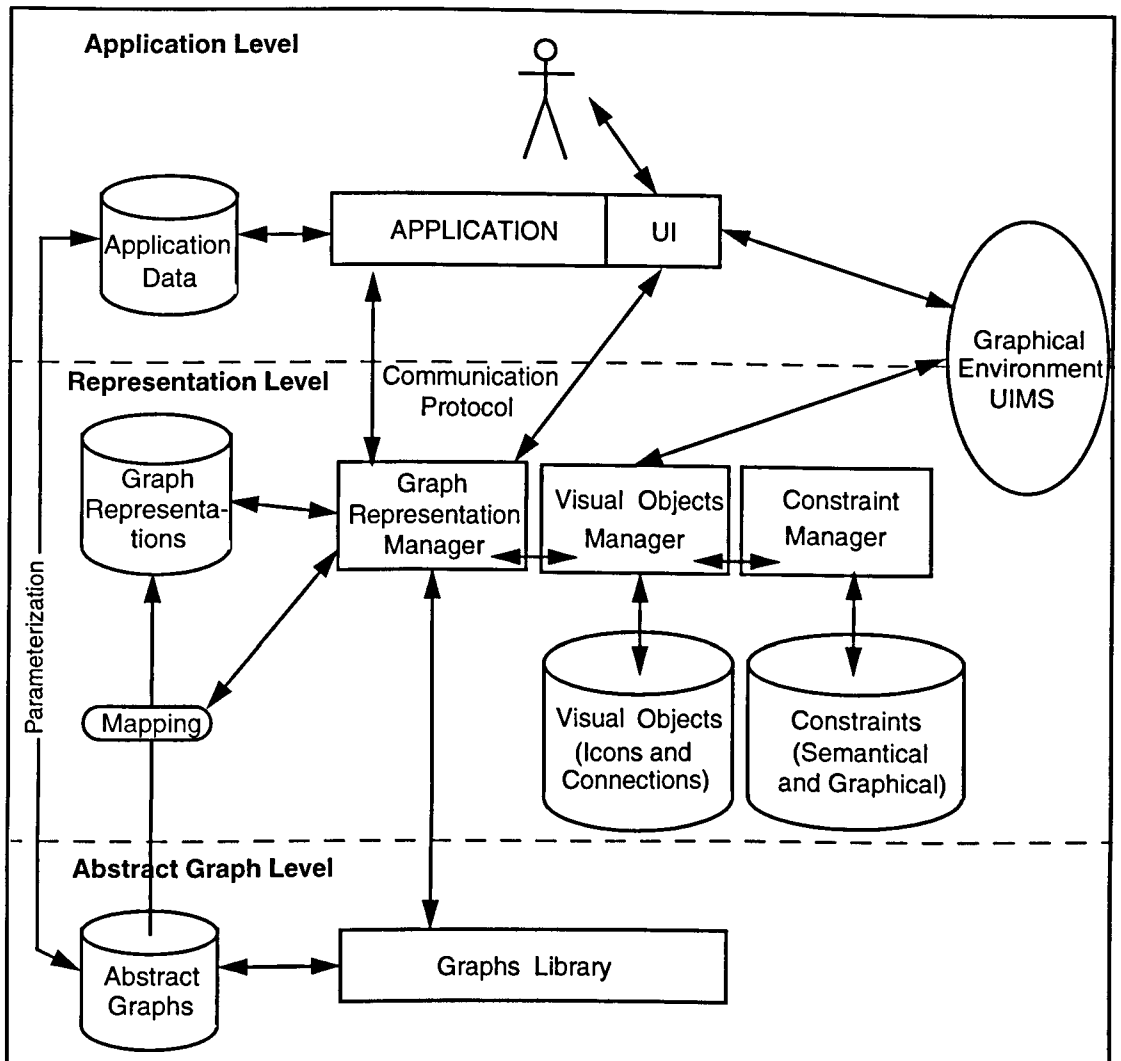 Application Level
Application
Data
APPLICATION
UI
Graphical
Environment
UIMS
Representation Level
Communication
Protocol
Graph
Representa-
tions
Graph
Representation
Manager
Visual Objects
Manager
Constraint
Manager
Parameterization
Mapping
Visual Objects
(Icons and
Connections)
Constraints
(Semantical
and Graphical)
Abstract Graph Level
Abstract
Graphs
Graphs Library